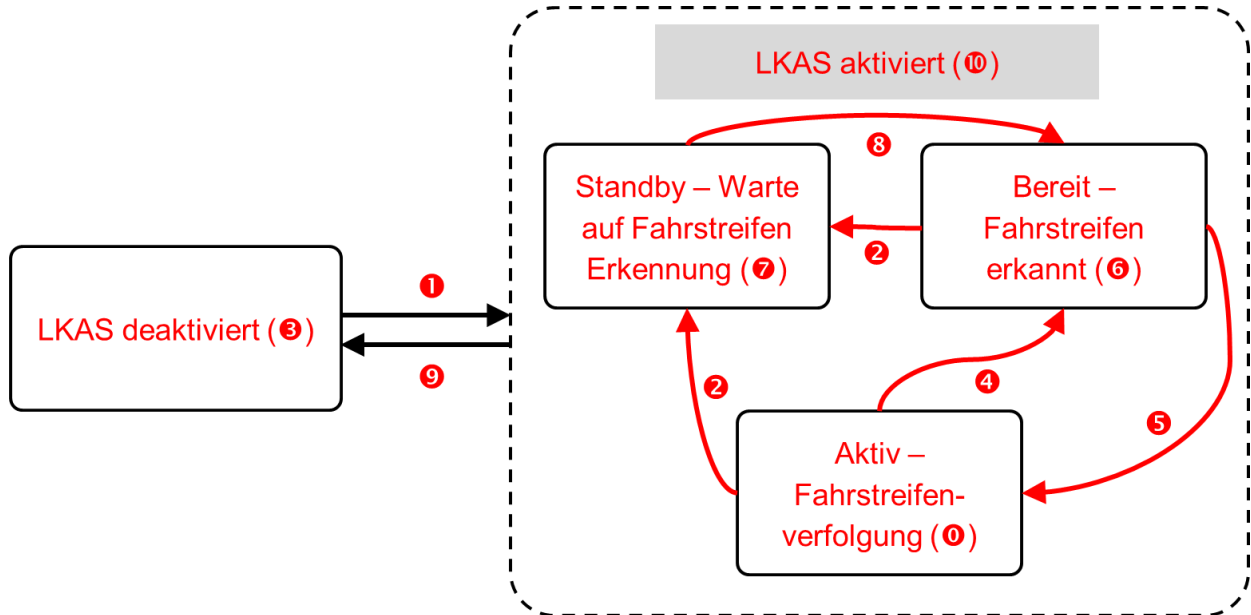 LKAS aktiviert (❿)
❽
Standby – Warte
auf Fahrstreifen
Erkennung (❼)
Bereit –
Fahrstreifen
erkannt (❻)
❷
❶
LKAS deaktiviert (❸)
❾
❷
❹
❺
Aktiv –
Fahrstreifen-
verfolgung (⓿)